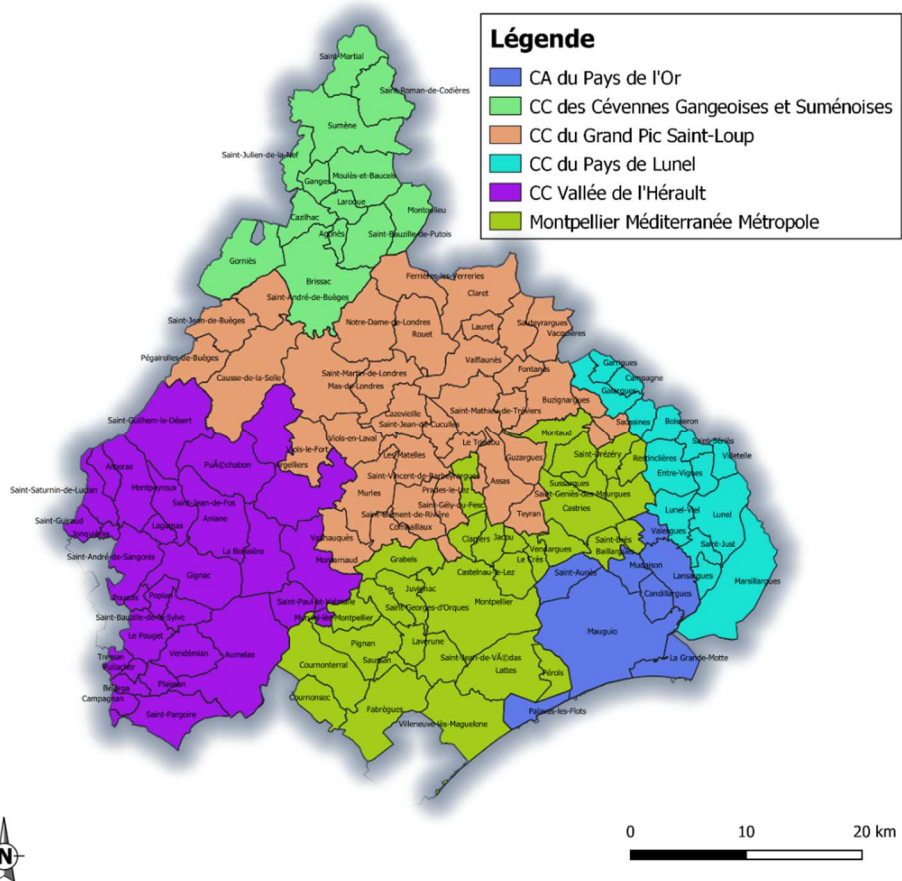 Légende
CA du Pays de l'Or
CC des Cévennes Gangeoises et Suménoises
CC du Grand Pic Saint-Loup
CC du Pays de Lunel
CC Vallée de l'Hérault
Montpellier Méditerranée Métropole
Saint-Martial
Saint-Roman-de-Codières
Sumène
Saint-Julien-de-la-Nef
Moulès-et-Baucels
Ganges
Laroque
Montoulieu
Cazilhac
Agonès
Saint-Bauzille-de-Putois
Gorniès
Brissac
Saint-André-de-Buèges
Ferrières-les-Verreries
Claret
Saint-Jean-de-Buèges
Notre-Dame-de-Londres
Rouet
Lauret
Sauteyrargues
Vacquières
Pégairolles-de-Buèges
Valflaunès
Fontanès
Garrigues
Campagne
Galargues
Causse-de-la-Selle
Saint-Martin-de-Londres
Mas-de-Londres
Buzignargues
Cazevieille
Saint-Mathieu-de-Tréviers
Saussines
Boisseron
Saint-Guilhem-le-Désert
Saint-Jean-de-Cuculles
Montaud
Viols-en-Laval
Viols-le-Fort
Le Triadou
Saint-Sériès
Villetelle
Les Matelles
Guzargues
Saint-Drézéry
Restinclières
Arboras
PuÃ©chabon
Argelliers
Saint-Vincent-de-Barbeyrargues
Entre-Vignes
Montpeyroux
Prades-le-Lez
Assas
Sussargues
Saint-Saturnin-de-Lucian
Murles
Saint-Geniès-des-Mourgues
Saint-Jean-de-Fos
Saint-Gély-du-Fesc
Castries
Lunel-Viel
Lunel
Saint-Guiraud
Lagamas
Aniane
Saint-Clément-de-Rivière
Teyran
Jonquières
Combaillaux
Valergues
Vailhauquès
Clapiers
Jacou
Saint-Brès
Saint-Just
Saint-André-de-Sangonis
La Boissière
Montarnaud
Grabels
Vendargues
Baillargues
Le Crès
Mudaison
Gignac
Castelnau-le-Lez
Saint-Aunès
Lansargues
Marsillargues
Juvignac
Candillargues
Pouzols
Popian
Saint-Paul-et-Valmalle
Saint-Georges-d'Orques
Montpellier
Saint-Bauzille-de-la-Sylve
Murviel-lès-Montpellier
Le Pouget
Mauguio
Pignan
Lavérune
Tressan
Vendémian
Aumelas
Saussan
Saint-Jean-de-VÃ©das
La Grande-Motte
Puilacher
Cournonterral
Lattes
Pérols
Bélarga
Plaissan
Campagnan
Cournonsec
Fabrègues
Palavas-les-Flots
Saint-Pargoire
Villeneuve-lès-Maguelone
N
0 10 20 km